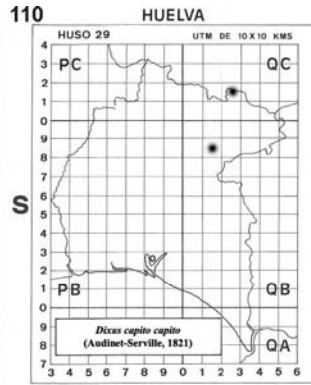 110 HUELVA
HUSO 29 UTM DE 10 X 10 KMS
4
3 PC QC
2
1
0
9
8
7
S 6
5
4
3
2
1 PB QB
0
9 Dixus capito capito
8 (Audinet-Serville, 1821) QA
7
3 4 5 6 7 8 9 0 1 2 3 4 5 6